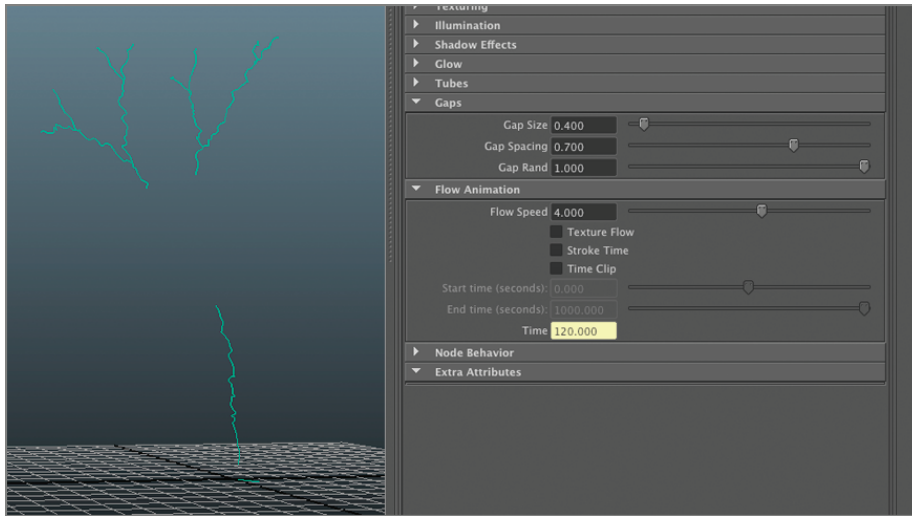 Texturing
Illumination
Shadow Effects
Glow
Tubes
Gaps
Gap Size 0.400
Gap Spacing 0.700
Gap Rand 1.000
Flow Animation
Flow Speed 4.000
Texture Flow
Stroke Time
Time Clip
Start time (seconds): 0.000
End time (seconds): 1000.000
Time 120.000
Node Behavior
Extra Attributes